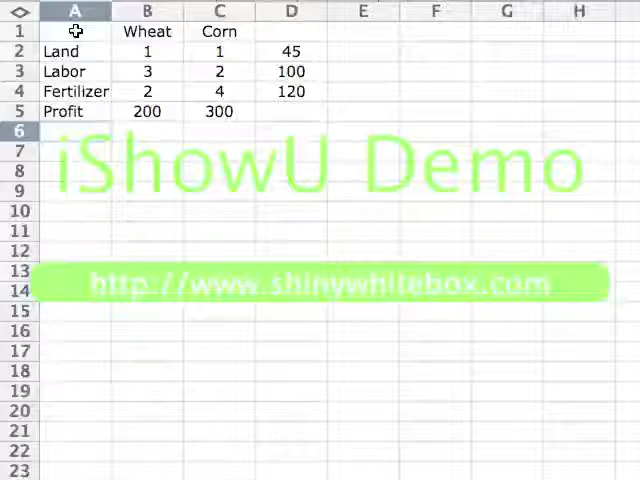 A B C D E F G H
1 Wheat Corn
2 Land 1 1 45
3 Labor 3 2 100
4 Fertilizer 2 4 120
5 Profit 200 300
6
7
8
9
10
11
12
13
14
15
16
17
18
19
20
21
22
23
iShowU Demo
http://www.shinywhitebox.com